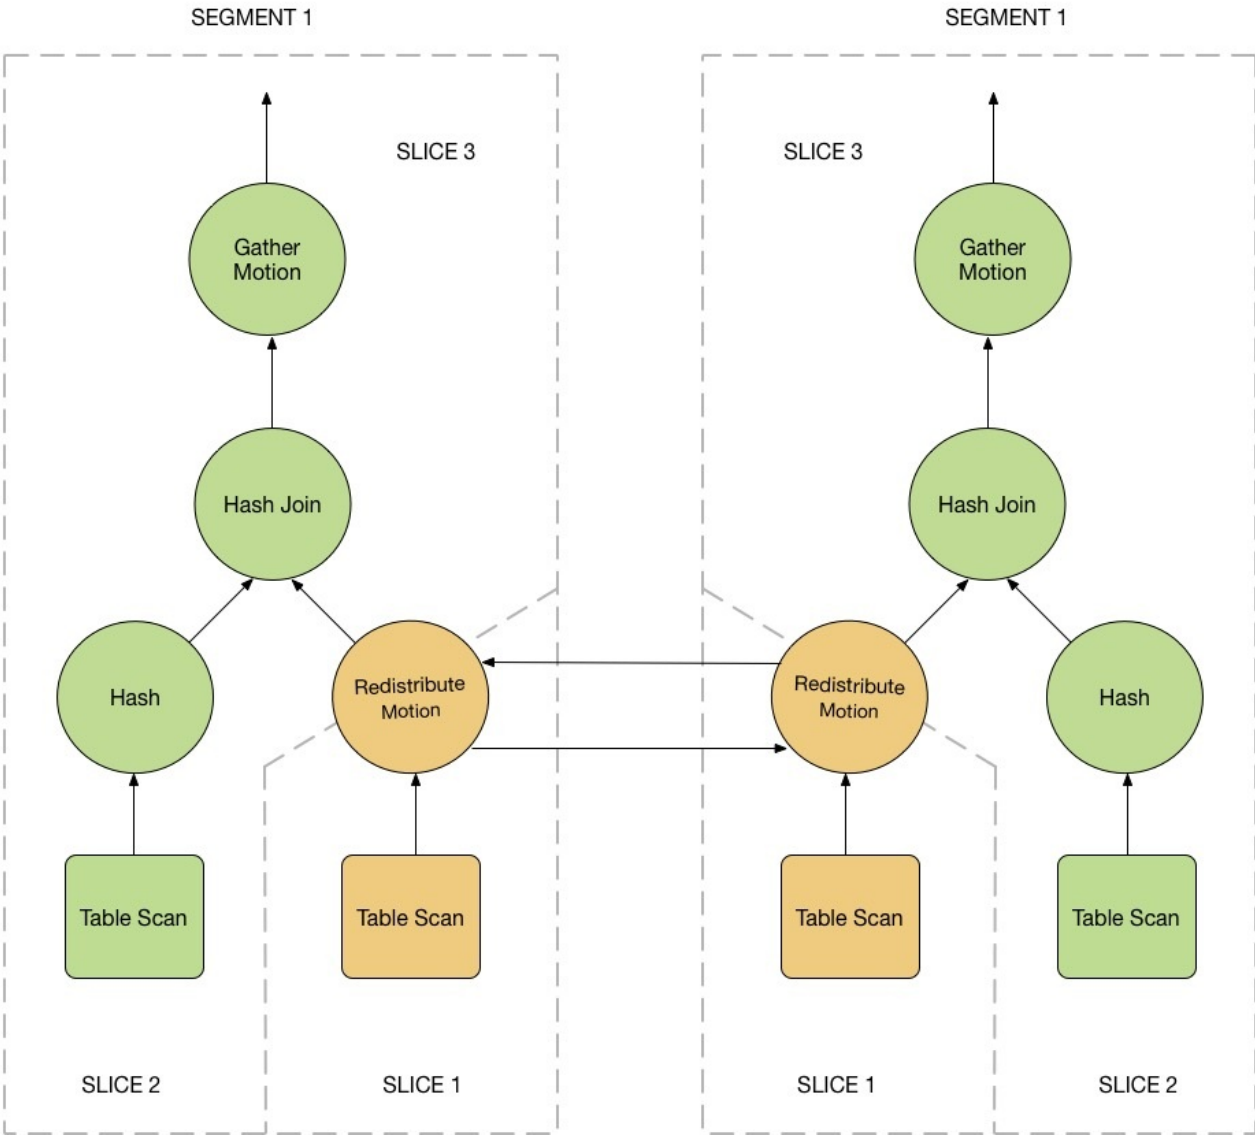 SEGMENT 1
SEGMENT 1
SLICE 3
SLICE 3
Gather
Motion
Gather
Motion
Hash Join
Hash Join
Hash
Redistribute
Motion
Redistribute
Motion
Hash
Table Scan
Table Scan
Table Scan
Table Scan
SLICE 2
SLICE 1
SLICE 1
SLICE 2